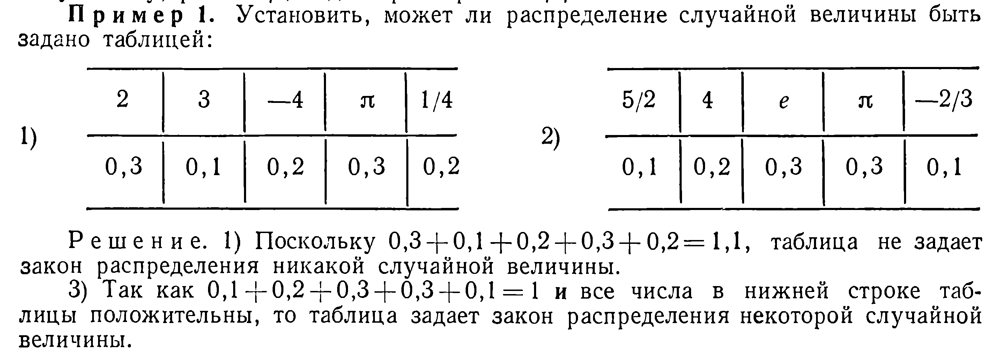 Пример 1. Установить, может ли распределение случайной величины быть
задано таблицей:
2 3 —4 π 1/4
1)
0,3 0,1 0,2 0,3 0,2
5/2 4 e π —2/3
2)
0,1 0,2 0,3 0,3 0,1
Решение. 1) Поскольку 0,3+0,1+0,2+0,3+0,2=1,1, таблица не задает
закон распределения никакой случайной величины.
3) Так как 0,1+0,2+0,3+0,3+0,1=1 и все числа в нижней строке таб-
лицы положительны, то таблица задает закон распределения некоторой случайной
величины.